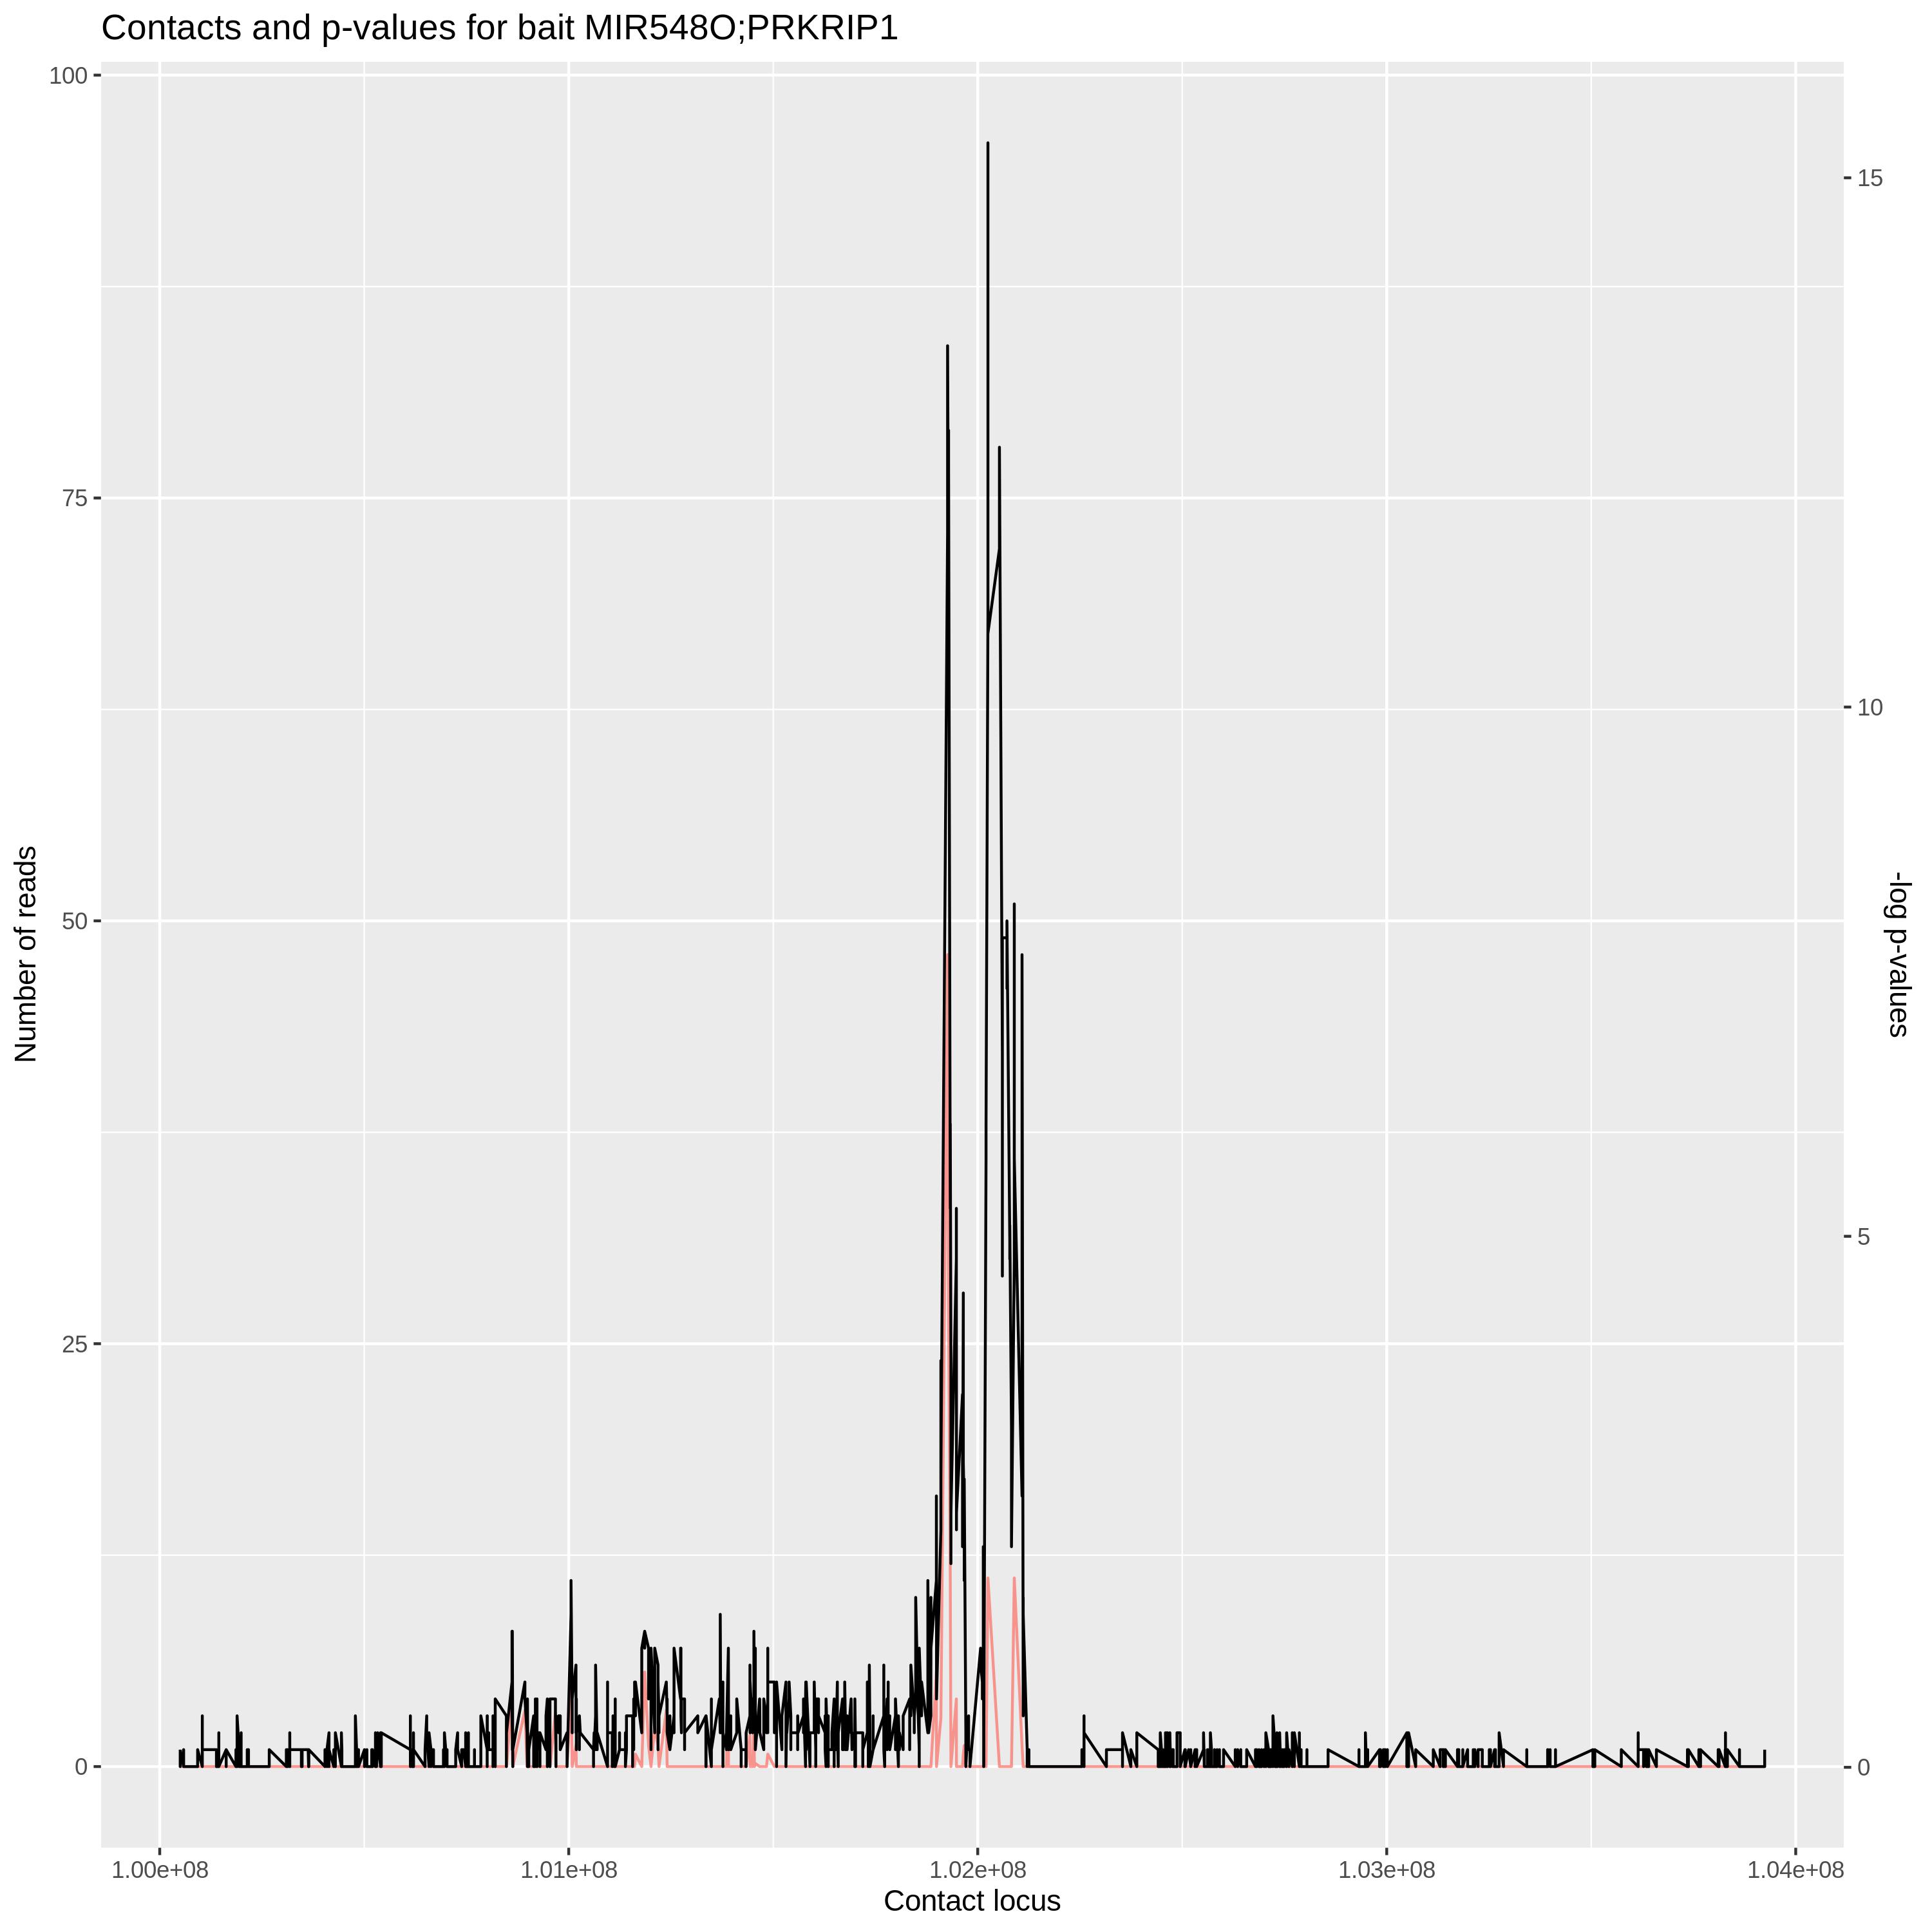 Contacts and p-values for bait MIR548O;PRKRIP1
100
75
50
25
0
Number of reads
15
10
5
0
-log p-values
1.00e+08
1.01e+08
1.02e+08
1.03e+08
1.04e+08
Contact locus